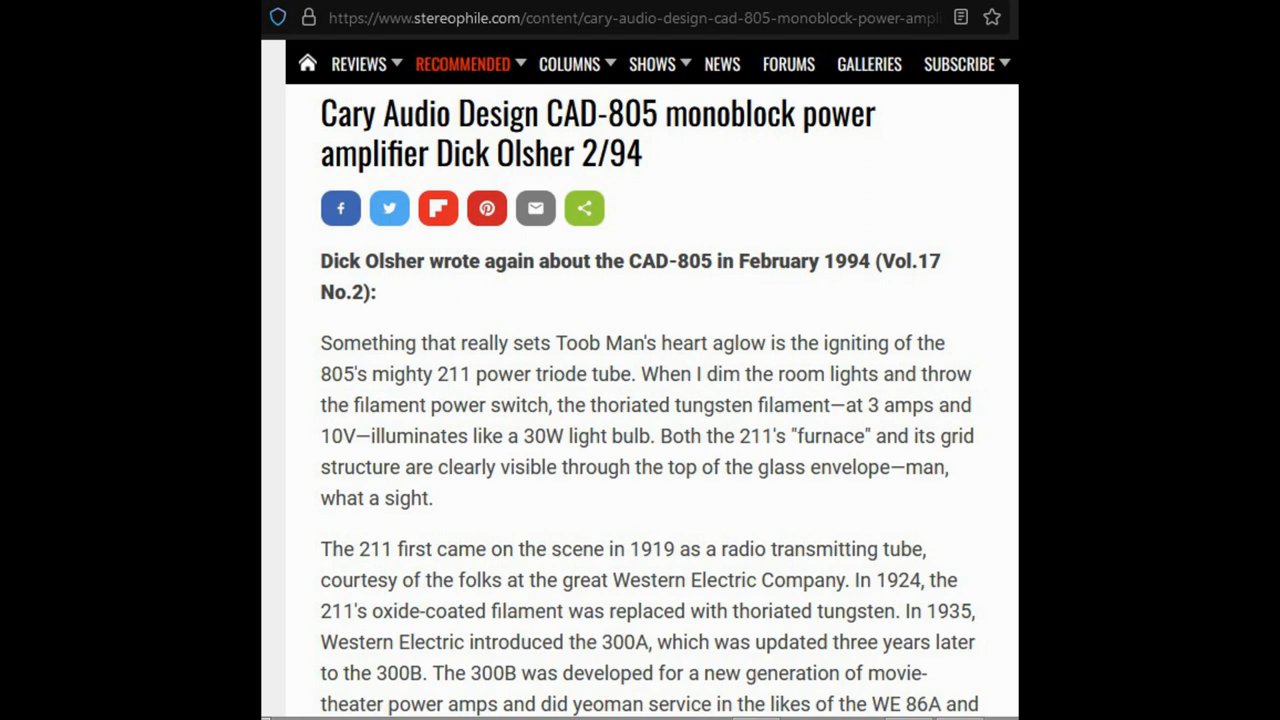 https://www.stereophile.com/content/cary-audio-design-cad-805-monoblock-power-ampl
REVIEWS RECOMMENDED COLUMNS SHOWS NEWS FORUMS GALLERIES SUBSCRIBE
Cary Audio Design CAD-805 monoblock power
amplifier Dick Olsher 2/94
Dick Olsher wrote again about the CAD-805 in February 1994 (Vol.17
No.2):
Something that really sets Toob Man's heart aglow is the igniting of the
805's mighty 211 power triode tube. When I dim the room lights and throw
the filament power switch, the thoriated tungsten filament—at 3 amps and
10V—illuminates like a 30W light bulb. Both the 211's "furnace" and its grid
structure are clearly visible through the top of the glass envelope—man,
what a sight.
The 211 first came on the scene in 1919 as a radio transmitting tube,
courtesy of the folks at the great Western Electric Company. In 1924, the
211's oxide-coated filament was replaced with thoriated tungsten. In 1935,
Western Electric introduced the 300A, which was updated three years later
to the 300B. The 300B was developed for a new generation of movie-
theater power amps and did yeoman service in the likes of the WE 86A and